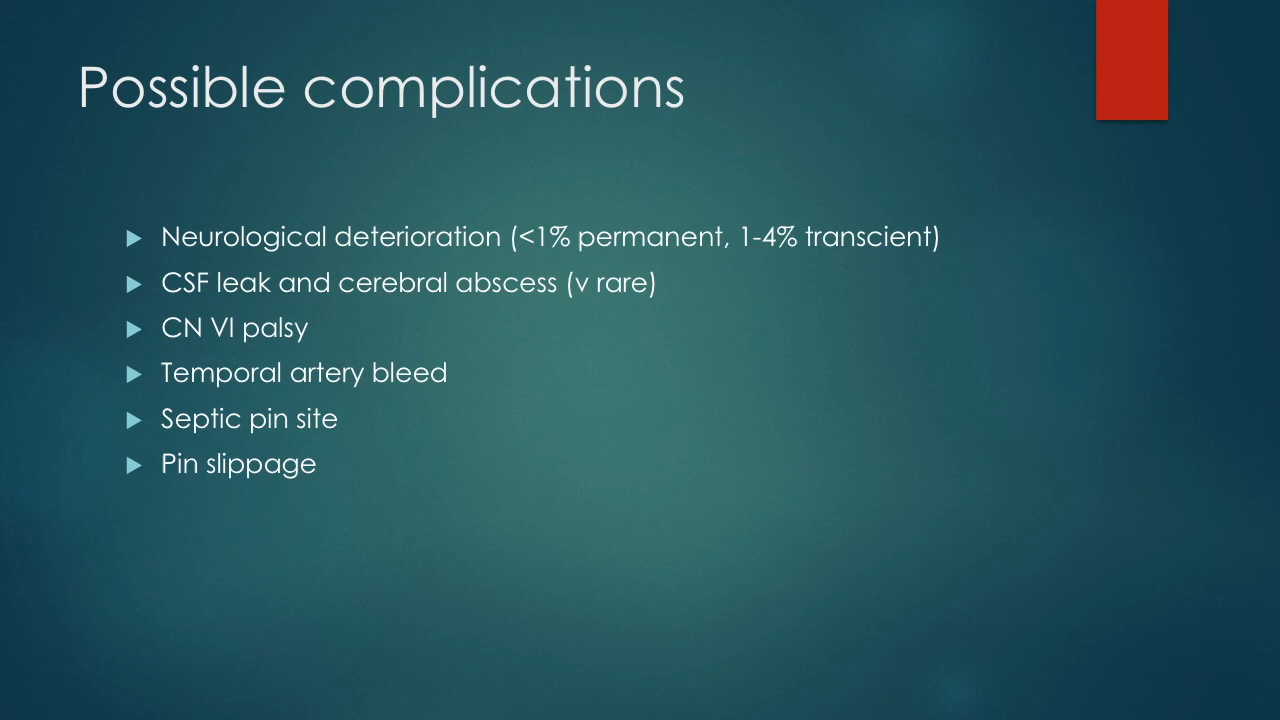 Possible complications
Neurological deterioration (<1% permanent, 1-4% transcient)
CSF leak and cerebral abscess (v rare)
CN VI palsy
Temporal artery bleed
Septic pin site
Pin slippage